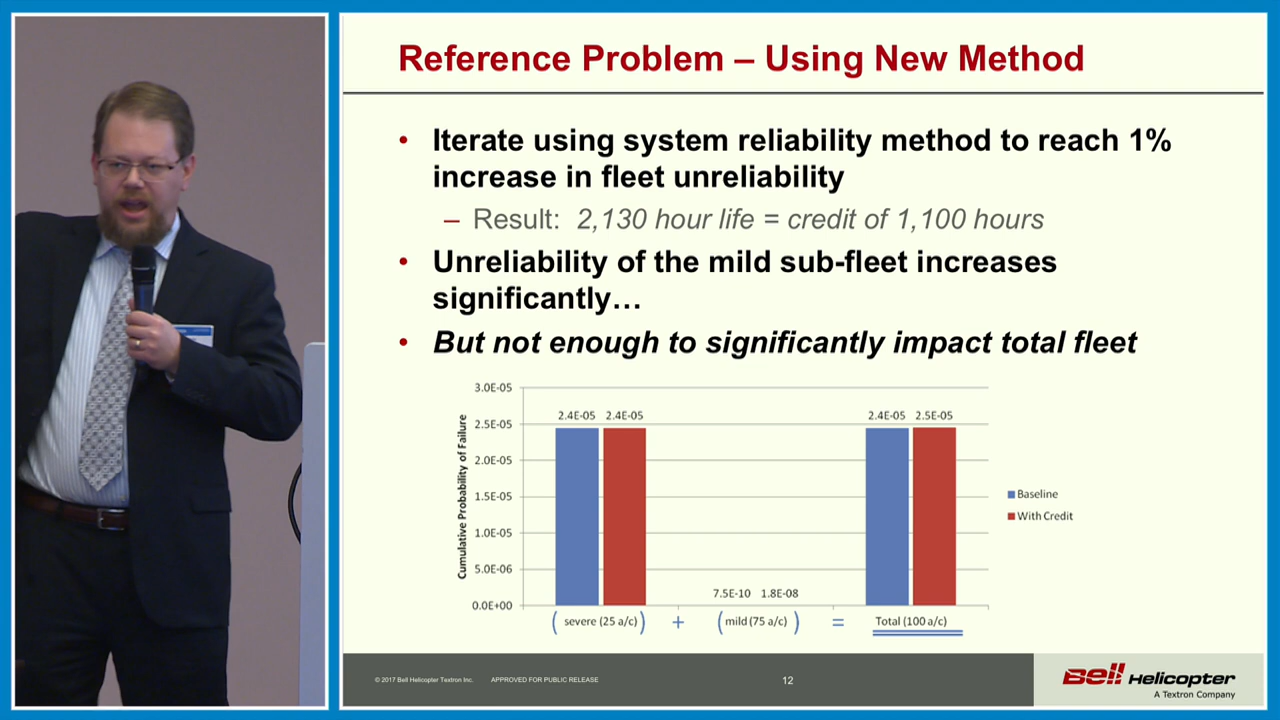 Reference Problem – Using New Method
• Iterate using system reliability method to reach 1%
increase in fleet unreliability
– Result: 2,130 hour life = credit of 1,100 hours
• Unreliability of the mild sub-fleet increases
significantly…
• But not enough to significantly impact total fleet
Cumulative Probability of Failure
3.0E-05
2.5E-05
2.0E-05
1.5E-05
1.0E-05
5.0E-06
0.0E+00
2.4E-05 2.4E-05
7.5E-10 1.8E-08
2.4E-05 2.5E-05
( severe (25 a/c) ) + ( mild (75 a/c) ) = Total (100 a/c)
Baseline
With Credit
© 2017 Bell Helicopter Textron Inc. APPROVED FOR PUBLIC RELEASE
12
Bell Helicopter
A Textron Company